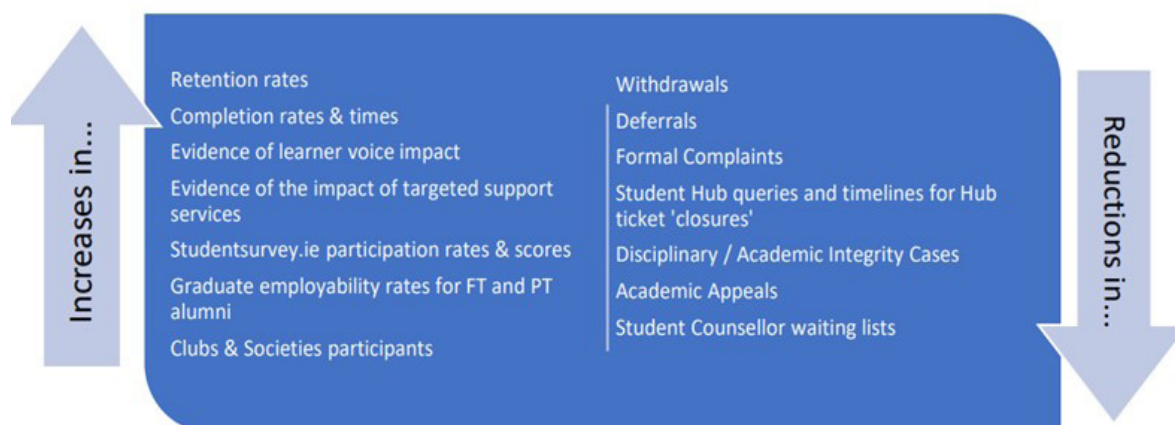 Increases in...
Retention rates
Completion rates & times
Evidence of learner voice impact
Evidence of the impact of targeted support
services
Studentsurvey.ie participation rates & scores
Graduate employability rates for FT and PT
alumni
Clubs & Societies participants
Withdrawals
Deferrals
Formal Complaints
Student Hub queries and timelines for Hub
ticket 'closures'
Disciplinary / Academic Integrity Cases
Academic Appeals
Student Counsellor waiting lists
Reductions in...